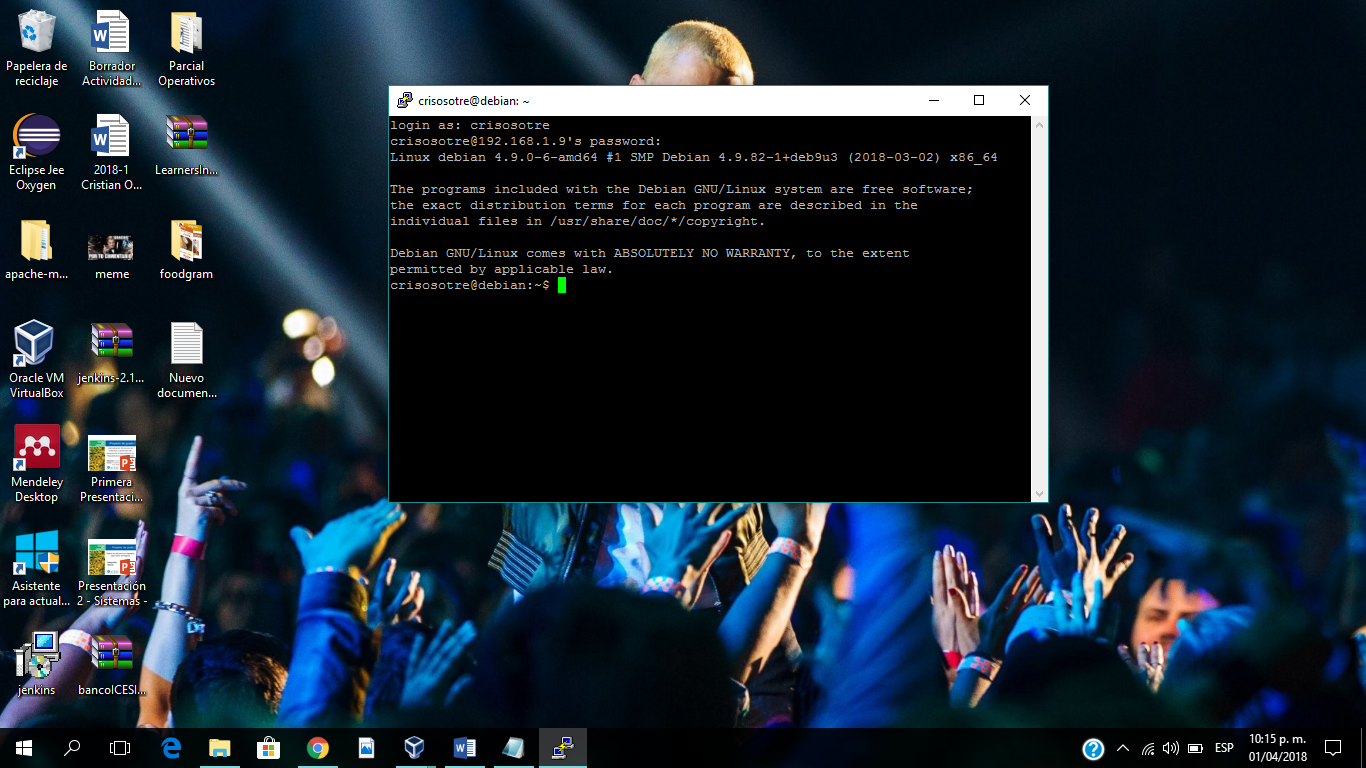 Papelera de
reciclaje
Borrador
Actividad...
Parcial
Operativos
Eclipse Jee
Oxygen
2018-1
Cristian O...
LearnersIn...
apache-m...
meme
foodgram
Oracle VM
VirtualBox
jenkins-2.1...
Nuevo
documen...
Mendeley
Desktop
Primera
Presentaci...
Asistente
para actual...
Presentación
2 - Sistemas -
jenkins
bancoICESI...
crisosotre@debian: ~
login as: crisosotre
crisosotre@192.168.1.9's password:
Linux debian 4.9.0-6-amd64 #1 SMP Debian 4.9.82-1+deb9u3 (2018-03-02) x86_64
The programs included with the Debian GNU/Linux system are free software;
the exact distribution terms for each program are described in the
individual files in /usr/share/doc/*/copyright.
Debian GNU/Linux comes with ABSOLUTELY NO WARRANTY, to the extent
permitted by applicable law.
crisosotre@debian:~$
ESP
10:15 p. m.
01/04/2018